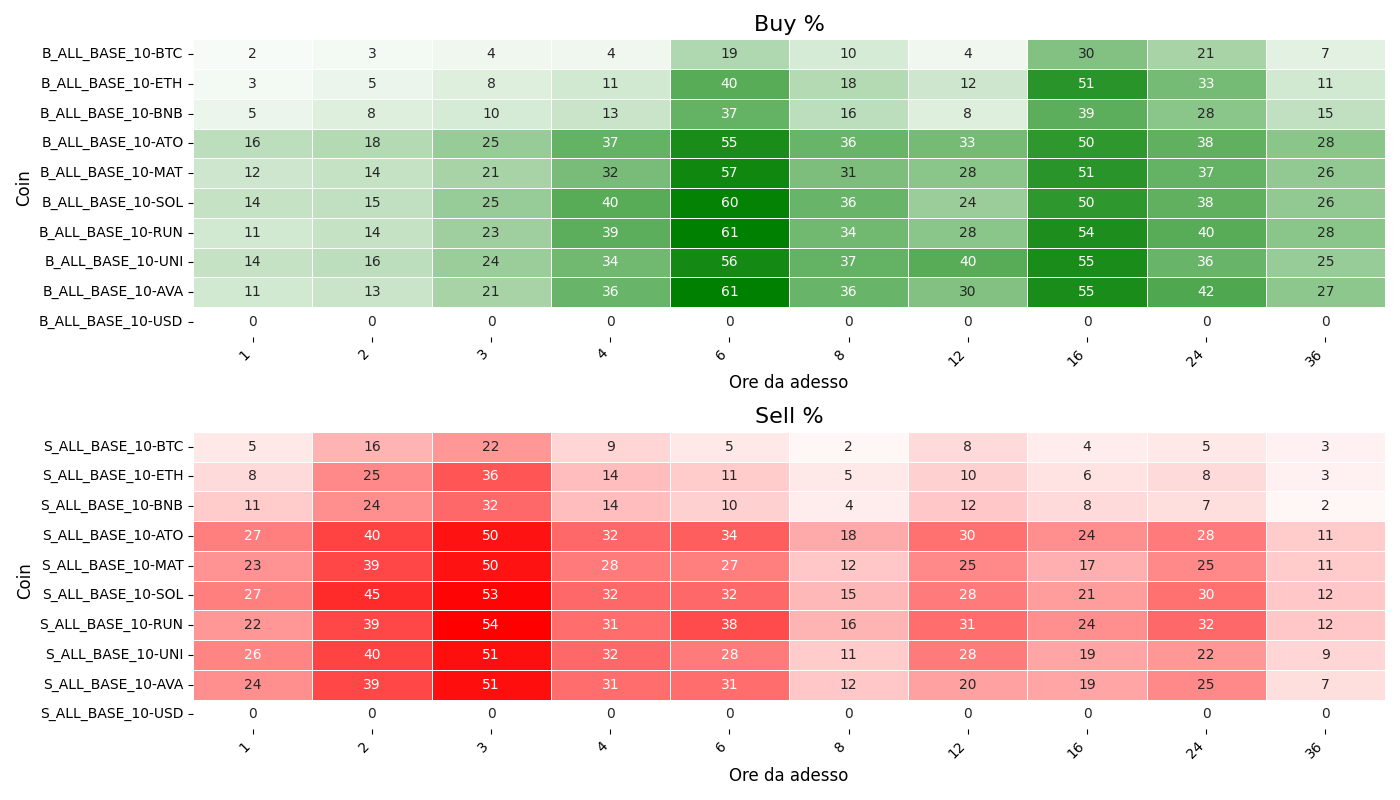 Buy %
Coin
B_ALL_BASE_10-BTC 2 3 4 4 19 10 4 30 21 7
B_ALL_BASE_10-ETH 3 5 8 11 40 18 12 51 33 11
B_ALL_BASE_10-BNB 5 8 10 13 37 16 8 39 28 15
B_ALL_BASE_10-ATO 16 18 25 37 55 36 33 50 38 28
B_ALL_BASE_10-MAT 12 14 21 32 57 31 28 51 37 26
B_ALL_BASE_10-SOL 14 15 25 40 60 36 24 50 38 26
B_ALL_BASE_10-RUN 11 14 23 39 61 34 28 54 40 28
B_ALL_BASE_10-UNI 14 16 24 34 56 37 40 55 36 25
B_ALL_BASE_10-AVA 11 13 21 36 61 36 30 55 42 27
B_ALL_BASE_10-USD 0 0 0 0 0 0 0 0 0 0
1 2 3 4 6 8 12 16 24 36
Ore da adesso
Sell %
Coin
S_ALL_BASE_10-BTC 5 16 22 9 5 2 8 4 5 3
S_ALL_BASE_10-ETH 8 25 36 14 11 5 10 6 8 3
S_ALL_BASE_10-BNB 11 24 32 14 10 4 12 8 7 2
S_ALL_BASE_10-ATO 27 40 50 32 34 18 30 24 28 11
S_ALL_BASE_10-MAT 23 39 50 28 27 12 25 17 25 11
S_ALL_BASE_10-SOL 27 45 53 32 32 15 28 21 30 12
S_ALL_BASE_10-RUN 22 39 54 31 38 16 31 24 32 12
S_ALL_BASE_10-UNI 26 40 51 32 28 11 28 19 22 9
S_ALL_BASE_10-AVA 24 39 51 31 31 12 20 19 25 7
S_ALL_BASE_10-USD 0 0 0 0 0 0 0 0 0 0
1 2 3 4 6 8 12 16 24 36
Ore da adesso